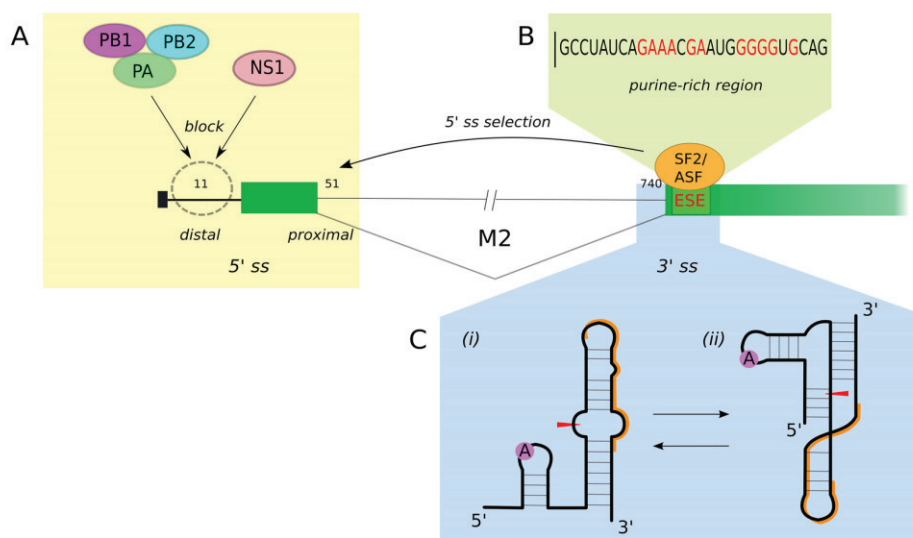 A
PB1
PB2
PA
NS1
block
11
51
distal
proximal
5' ss
5' ss selection
M2
B
GCCUAUCAGAAACGAAUGGGGGUGCAG
purine-rich region
SF2/
ASF
740
ESE
3' ss
C
(i)
A
5'
3'
(ii)
3'
A
5'